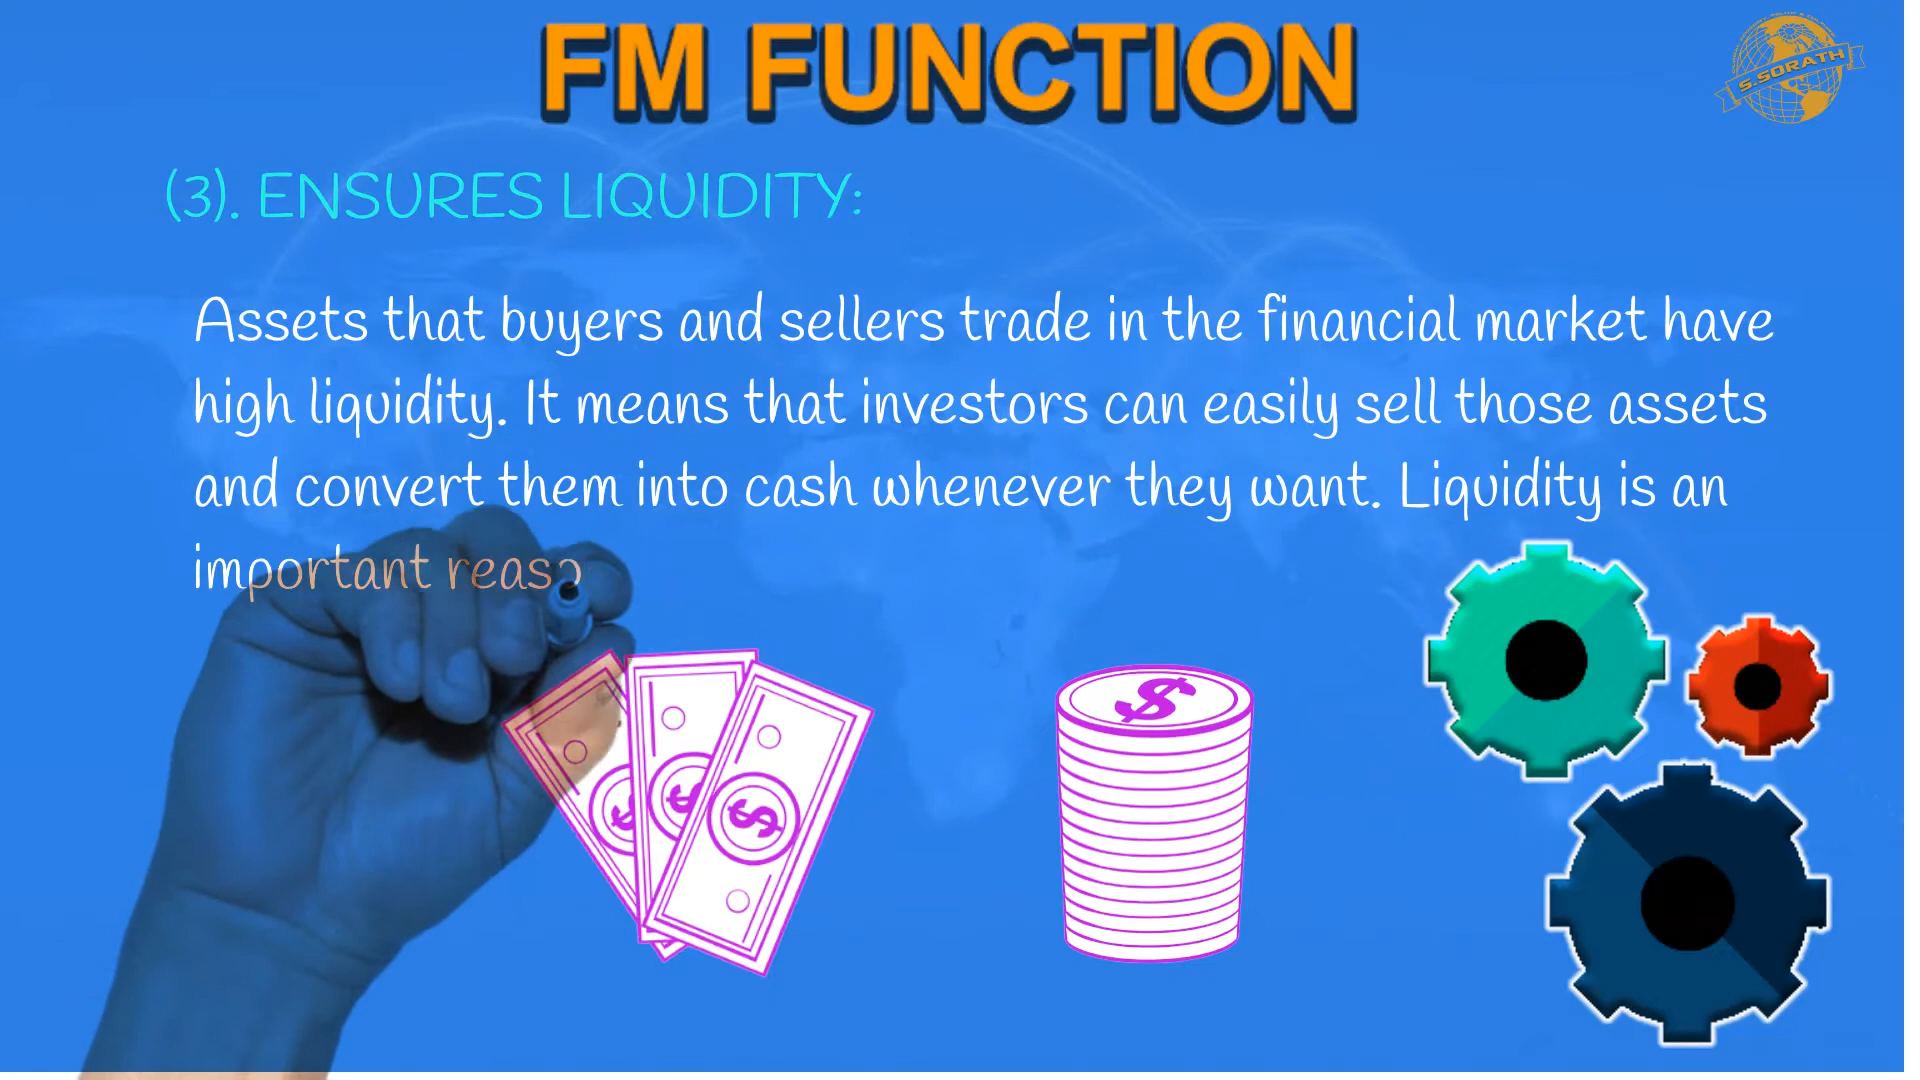 FM FUNCTION
S.SORATH
(3). ENSURES LIQUIDITY:
Assets that buyers and sellers trade in the financial market have
high liquidity. It means that investors can easily sell those assets
and convert them into cash whenever they want. Liquidity is an
important reaso
$ $ $
$